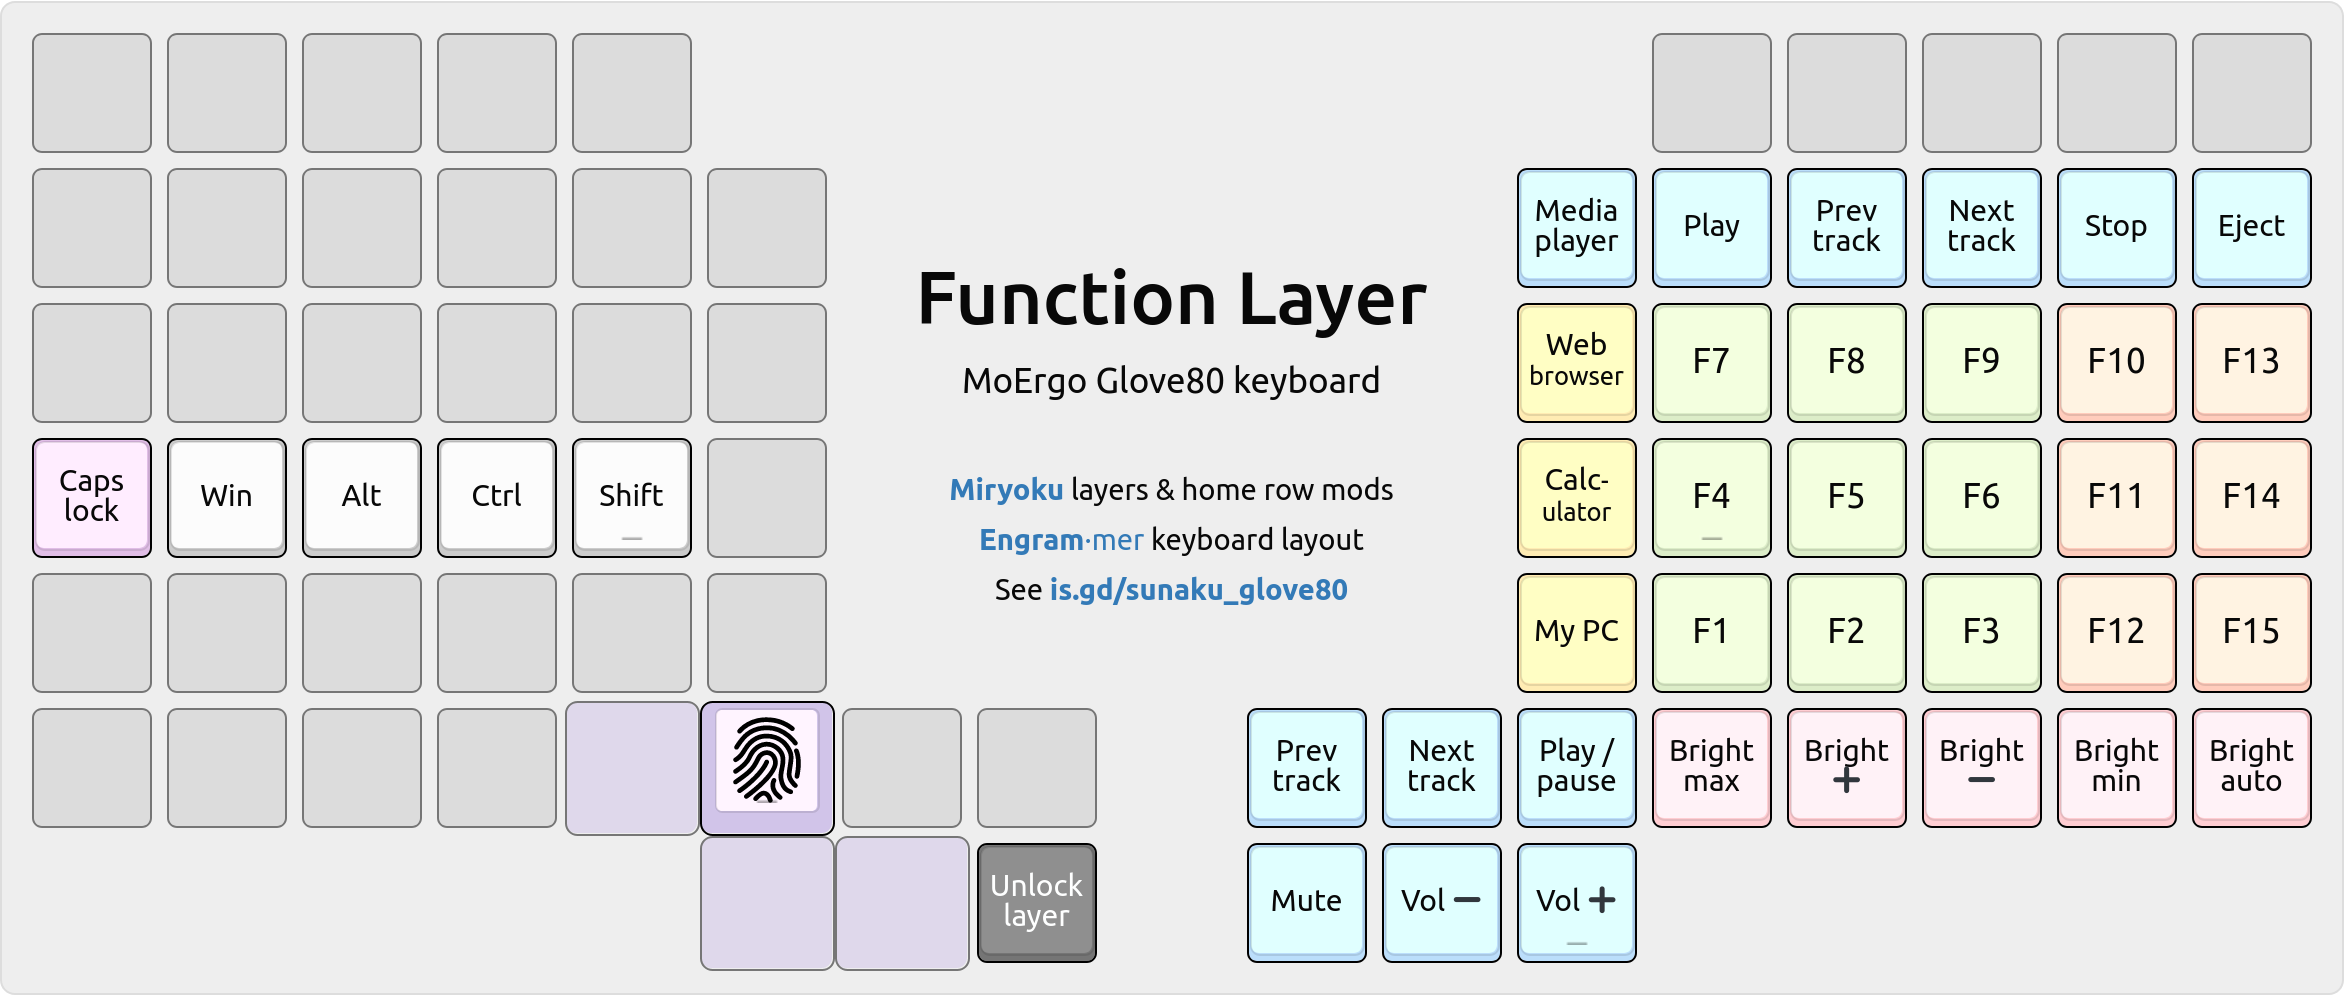 Media
player
Play
Prev
track
Next
track
Stop
Eject
Function Layer
MoErgo Glove80 keyboard
Web
browser
F7
F8
F9
F10
F13
Caps
lock
Win
Alt
Ctrl
Shift
_
Miryoku layers & home row mods
Engram·mer keyboard layout
See is.gd/sunaku_glove80
Calc-
ulator
F4
_
F5
F6
F11
F14
My PC
F1
F2
F3
F12
F15
Prev
track
Next
track
Play /
pause
Bright
max
Bright
+
Bright
−
Bright
min
Bright
auto
Unlock
layer
Mute
Vol −
Vol +
_